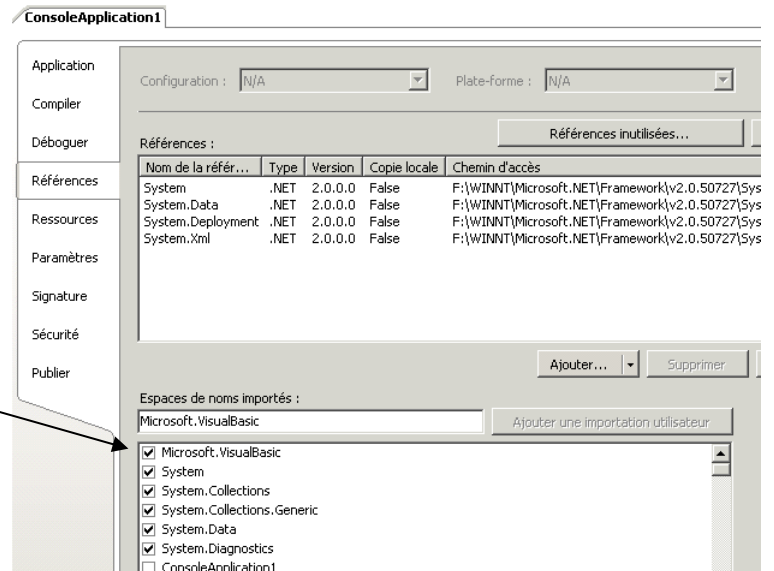 ConsoleApplication1
Application
Compiler
Déboguer
Références
Ressources
Paramètres
Signature
Sécurité
Publier
Configuration : N/A Plate-forme : N/A
Références inutilisées...
Références :
Nom de la référ... Type Version Copie locale Chemin d'accès
System .NET 2.0.0.0 False F:\WINNT\Microsoft.NET\Framework\v2.0.50727\Sys
System.Data .NET 2.0.0.0 False F:\WINNT\Microsoft.NET\Framework\v2.0.50727\Sys
System.Deployment .NET 2.0.0.0 False F:\WINNT\Microsoft.NET\Framework\v2.0.50727\Sys
System.Xml .NET 2.0.0.0 False F:\WINNT\Microsoft.NET\Framework\v2.0.50727\Sys
Ajouter... Supprimer
Espaces de noms importés :
Microsoft.VisualBasic Ajouter une importation utilisateur
Microsoft.VisualBasic
System
System.Collections
System.Collections.Generic
System.Data
System.Diagnostics
ConsoleApplication1